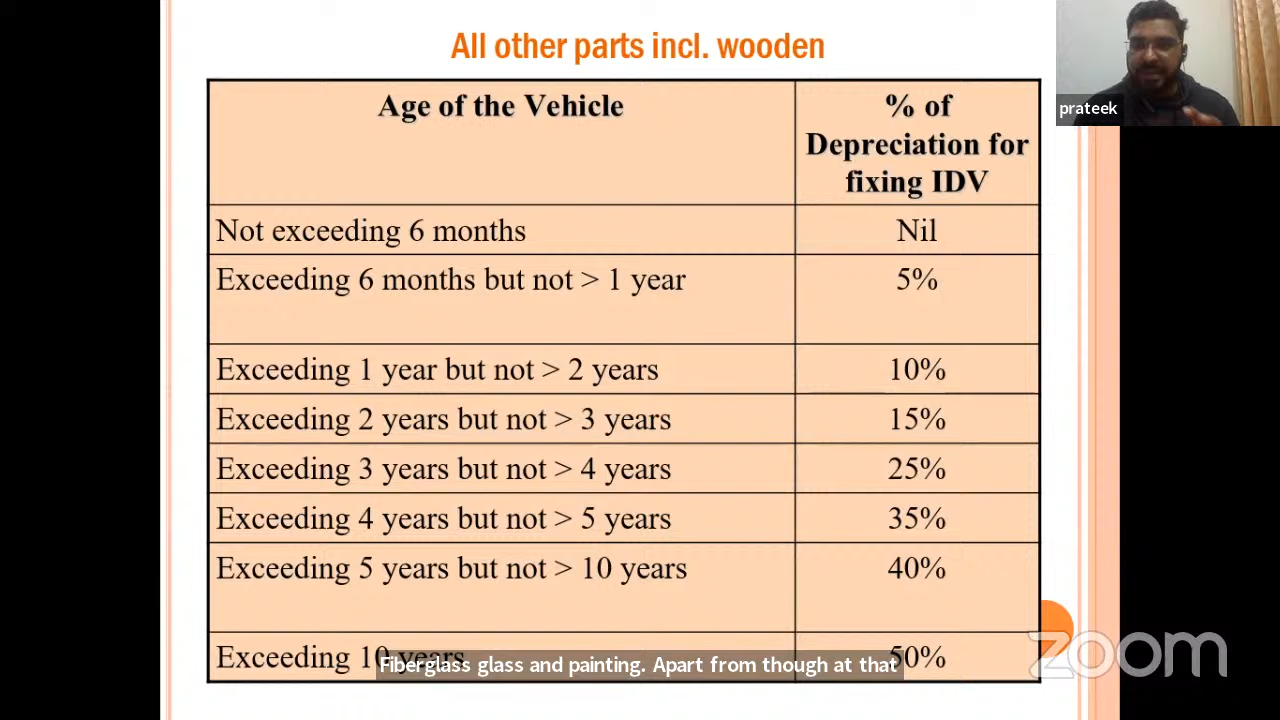 All other parts incl. wooden
prateek
Age of the Vehicle
% of
Depreciation for
fixing IDV
Not exceeding 6 months
Nil
Exceeding 6 months but not > 1 year
5%
Exceeding 1 year but not > 2 years
10%
Exceeding 2 years but not > 3 years
15%
Exceeding 3 years but not > 4 years
25%
Exceeding 4 years but not > 5 years
35%
Exceeding 5 years but not > 10 years
40%
Exceeding 10 years
50%
Fiberglass glass and painting. Apart from though at that
zoom